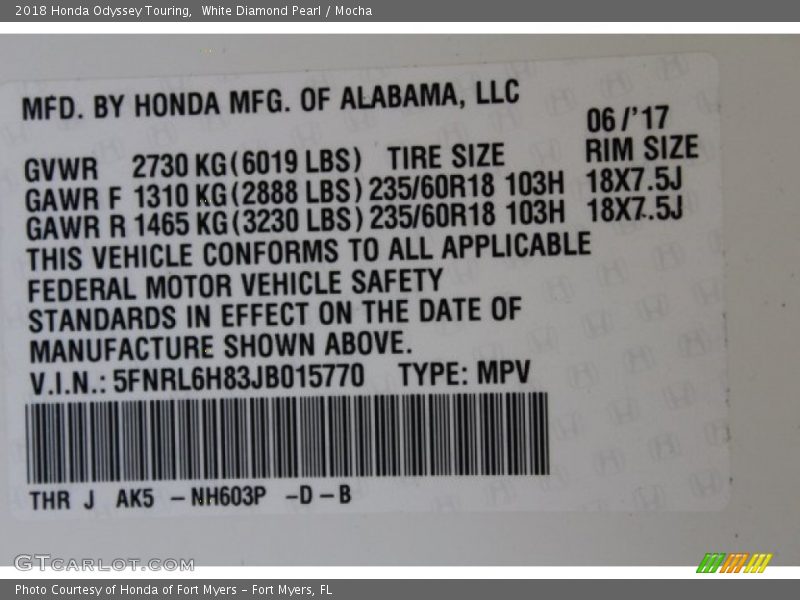 2018 Honda Odyssey Touring, White Diamond Pearl / Mocha
MFD. BY HONDA MFG. OF ALABAMA, LLC
06/'17
GVWR 2730 KG(6019 LBS) TIRE SIZE RIM SIZE
GAWR F 1310 KG(2888 LBS) 235/60R18 103H 18X7.5J
GAWR R 1465 KG(3230 LBS) 235/60R18 103H 18X7.5J
THIS VEHICLE CONFORMS TO ALL APPLICABLE
FEDERAL MOTOR VEHICLE SAFETY
STANDARDS IN EFFECT ON THE DATE OF
MANUFACTURE SHOWN ABOVE.
V.I.N.: 5FNRL6H83JB015770 TYPE: MPV
THR J AK5 –NH603P –D–B
GTCARLOT.COM
Photo Courtesy of Honda of Fort Myers – Fort Myers, FL